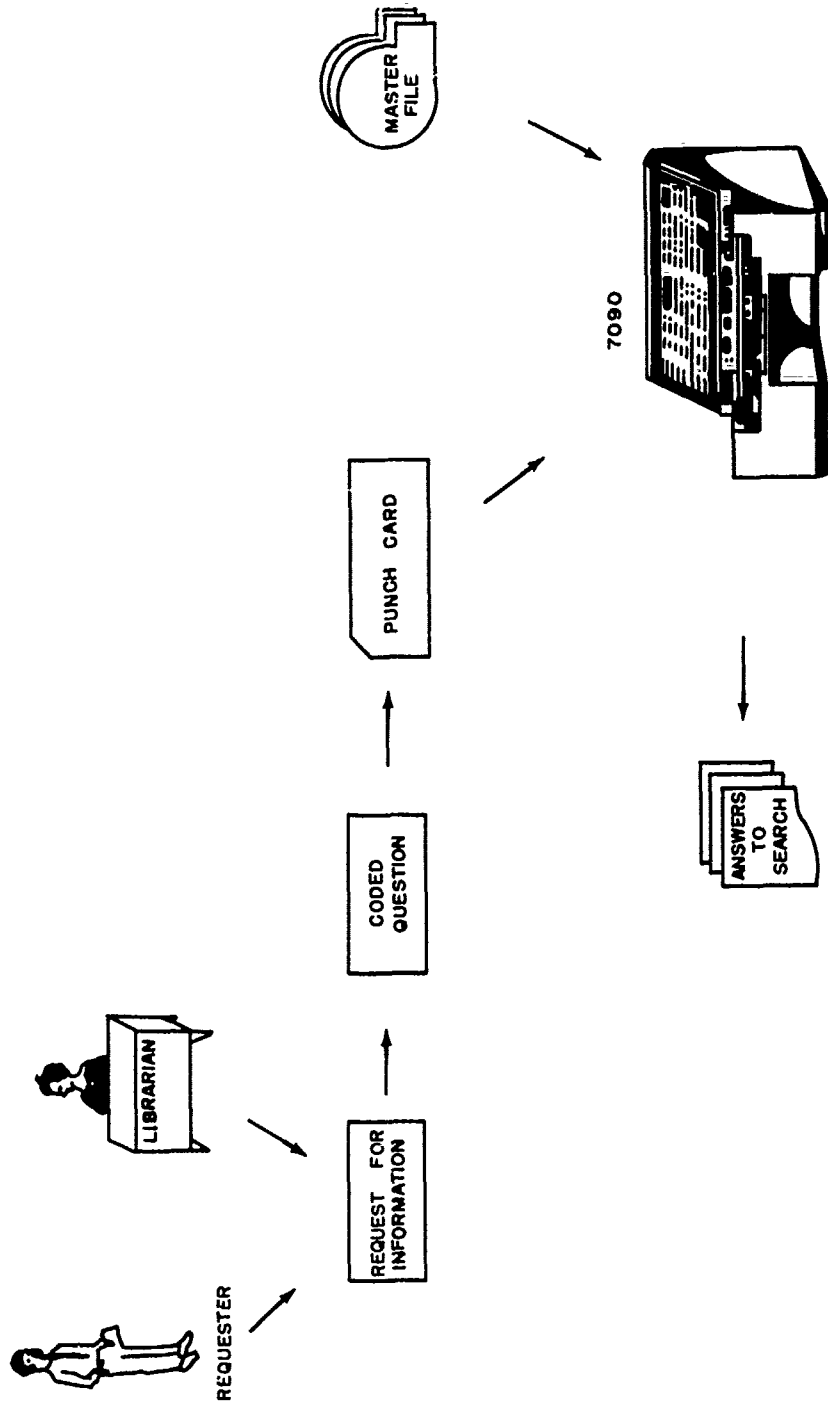 REQUESTER
LIBRARIAN
REQUEST FOR
INFORMATION
CODED
QUESTION
PUNCH CARD
MASTER
FILE
7090
ANSWERS
TO
SEARCH